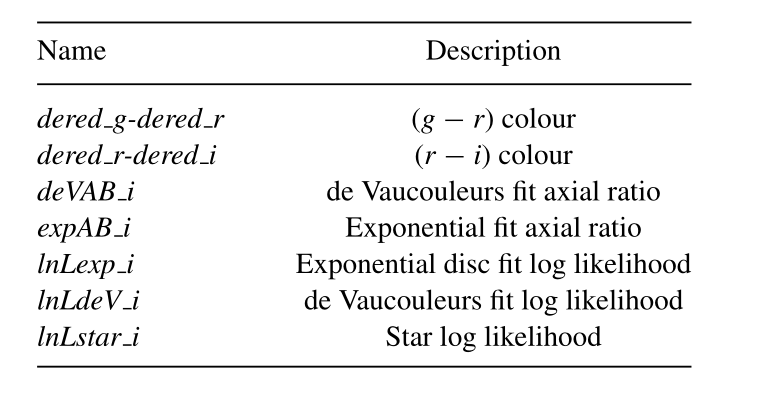 Name Description
dered_g-dered_r (g − r) colour
dered_r-dered_i (r − i) colour
deVAB_i de Vaucouleurs fit axial ratio
expAB_i Exponential fit axial ratio
lnLexp_i Exponential disc fit log likelihood
lnLdeV_i de Vaucouleurs fit log likelihood
lnLstar_i Star log likelihood